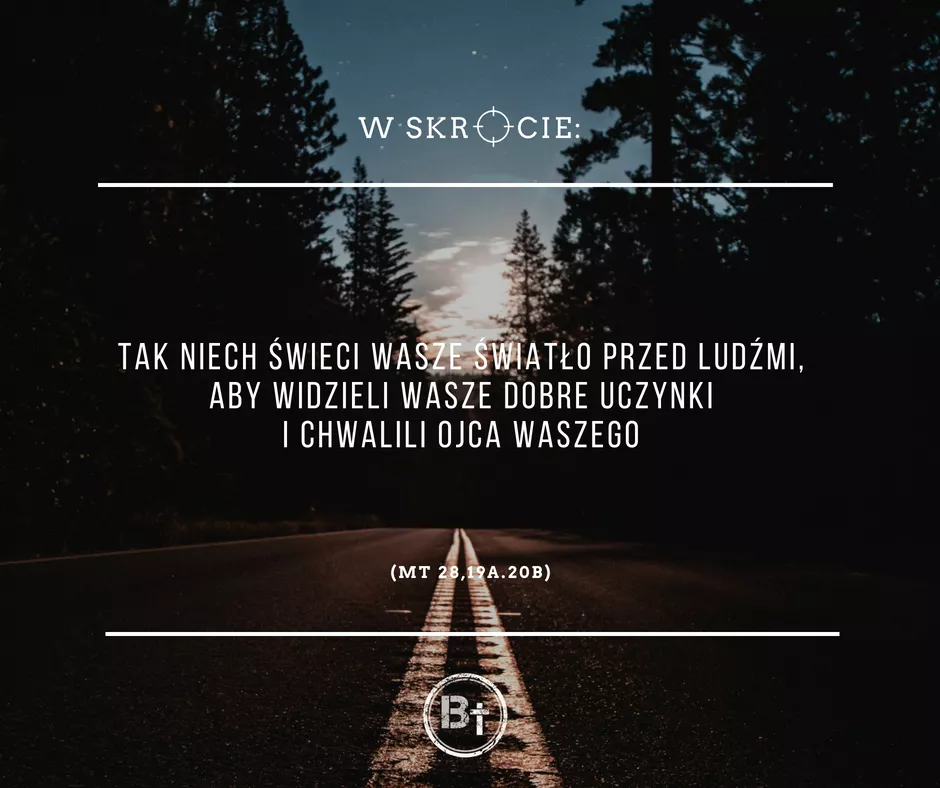 W SKRÓCIE:
TAK NIECH ŚWIECI WASZE ŚWIATŁO PRZED LUDŹMI,
ABY WIDZIELI WASZE DOBRE UCZYNKI
I CHWALILI OJCA WASZEGO
(MT 28,19A.20B)
Bt